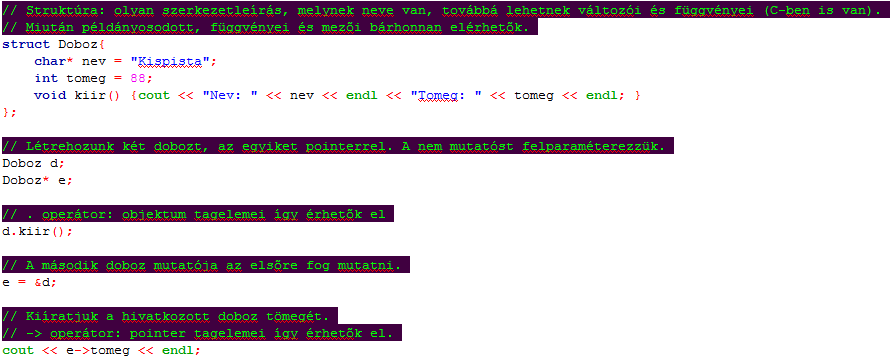 // Struktúra: olyan szerkezetleírás, melynek neve van, továbbá lehetnek változói és függvényei (C-ben is van).
// Miután példányosodott, függvényei és mezői bárhonnan elérhetők.
struct Doboz{
    char* nev = "Kispista";
    int tomeg = 88;
    void kiir() {cout << "Nev: " << nev << endl << "Tomeg: " << tomeg << endl; }
};
// Létrehozunk két dobozt, az egyiket pointerrel. A nem mutatóst felparaméterezzük.
Doboz d;
Doboz* e;
// . operátor: objektum tagelemei így érhetők el
d.kiir();
// A második doboz mutatója az elsőre fog mutatni.
e = &d;
// Kiíratjuk a hivatkozott doboz tömegét.
// -> operátor: pointer tagelemei így érhetők el.
cout << e->tomeg << endl;